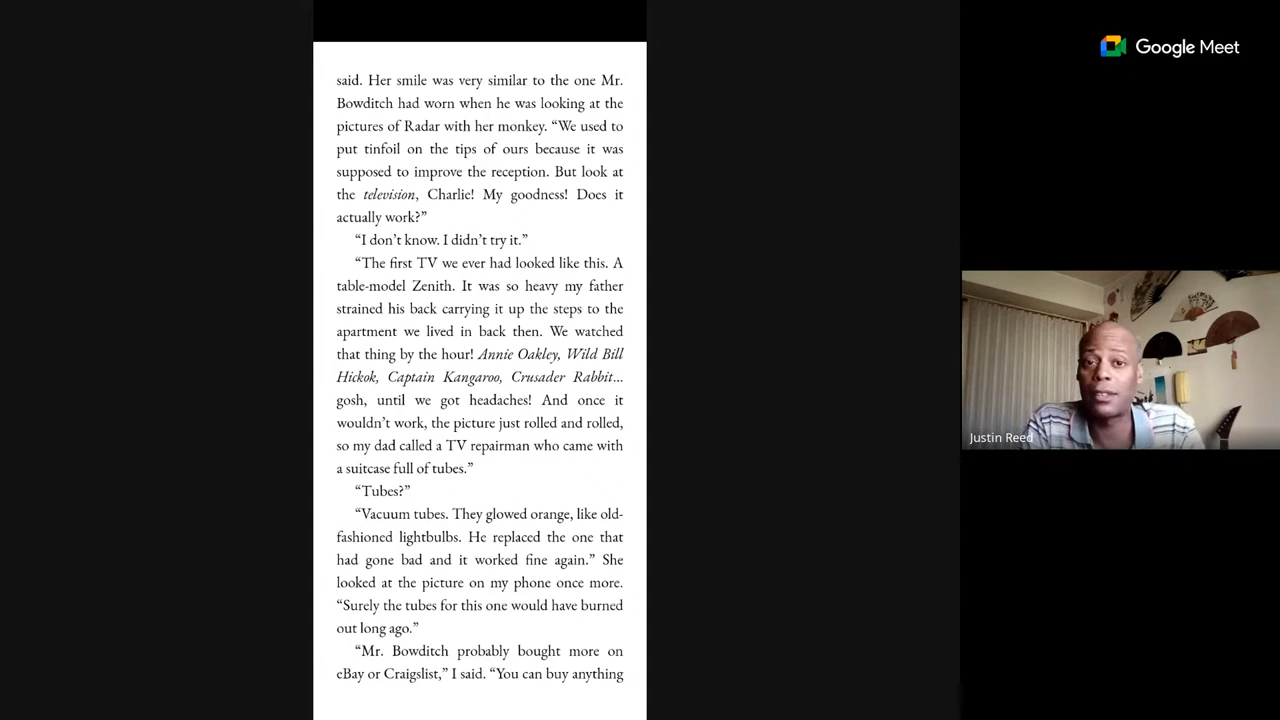 said. Her smile was very similar to the one Mr.
Bowditch had worn when he was looking at the
pictures of Radar with her monkey. “We used to
put tinfoil on the tips of ours because it was
supposed to improve the reception. But look at
the television, Charlie! My goodness! Does it
actually work?”
“I don’t know. I didn’t try it.”
“The first TV we ever had looked like this. A
table-model Zenith. It was so heavy my father
strained his back carrying it up the steps to the
apartment we lived in back then. We watched
that thing by the hour! Annie Oakley, Wild Bill
Hickok, Captain Kangaroo, Crusader Rabbit...
gosh, until we got headaches! And once it
wouldn’t work, the picture just rolled and rolled,
so my dad called a TV repairman who came with
a suitcase full of tubes.”
“Tubes?”
“Vacuum tubes. They glowed orange, like old-
fashioned lightbulbs. He replaced the one that
had gone bad and it worked fine again.” She
looked at the picture on my phone once more.
“Surely the tubes for this one would have burned
out long ago.”
“Mr. Bowditch probably bought more on
eBay or Craigslist,” I said. “You can buy anything
Google Meet
Justin Reed